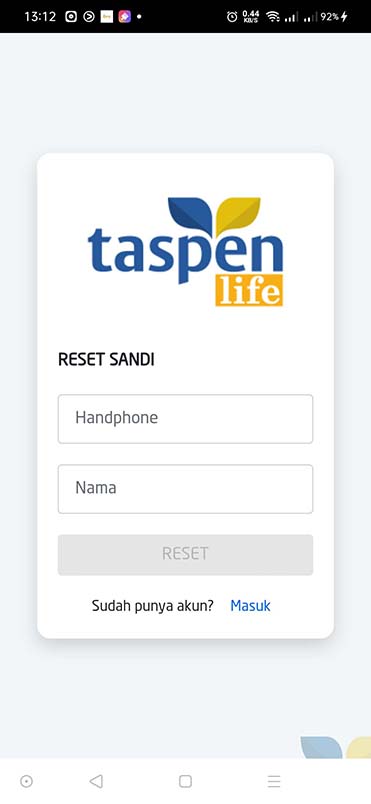 13:12
0.44
KB/S
92%
taspen
life
RESET SANDI
Handphone
Nama
RESET
Sudah punya akun? Masuk